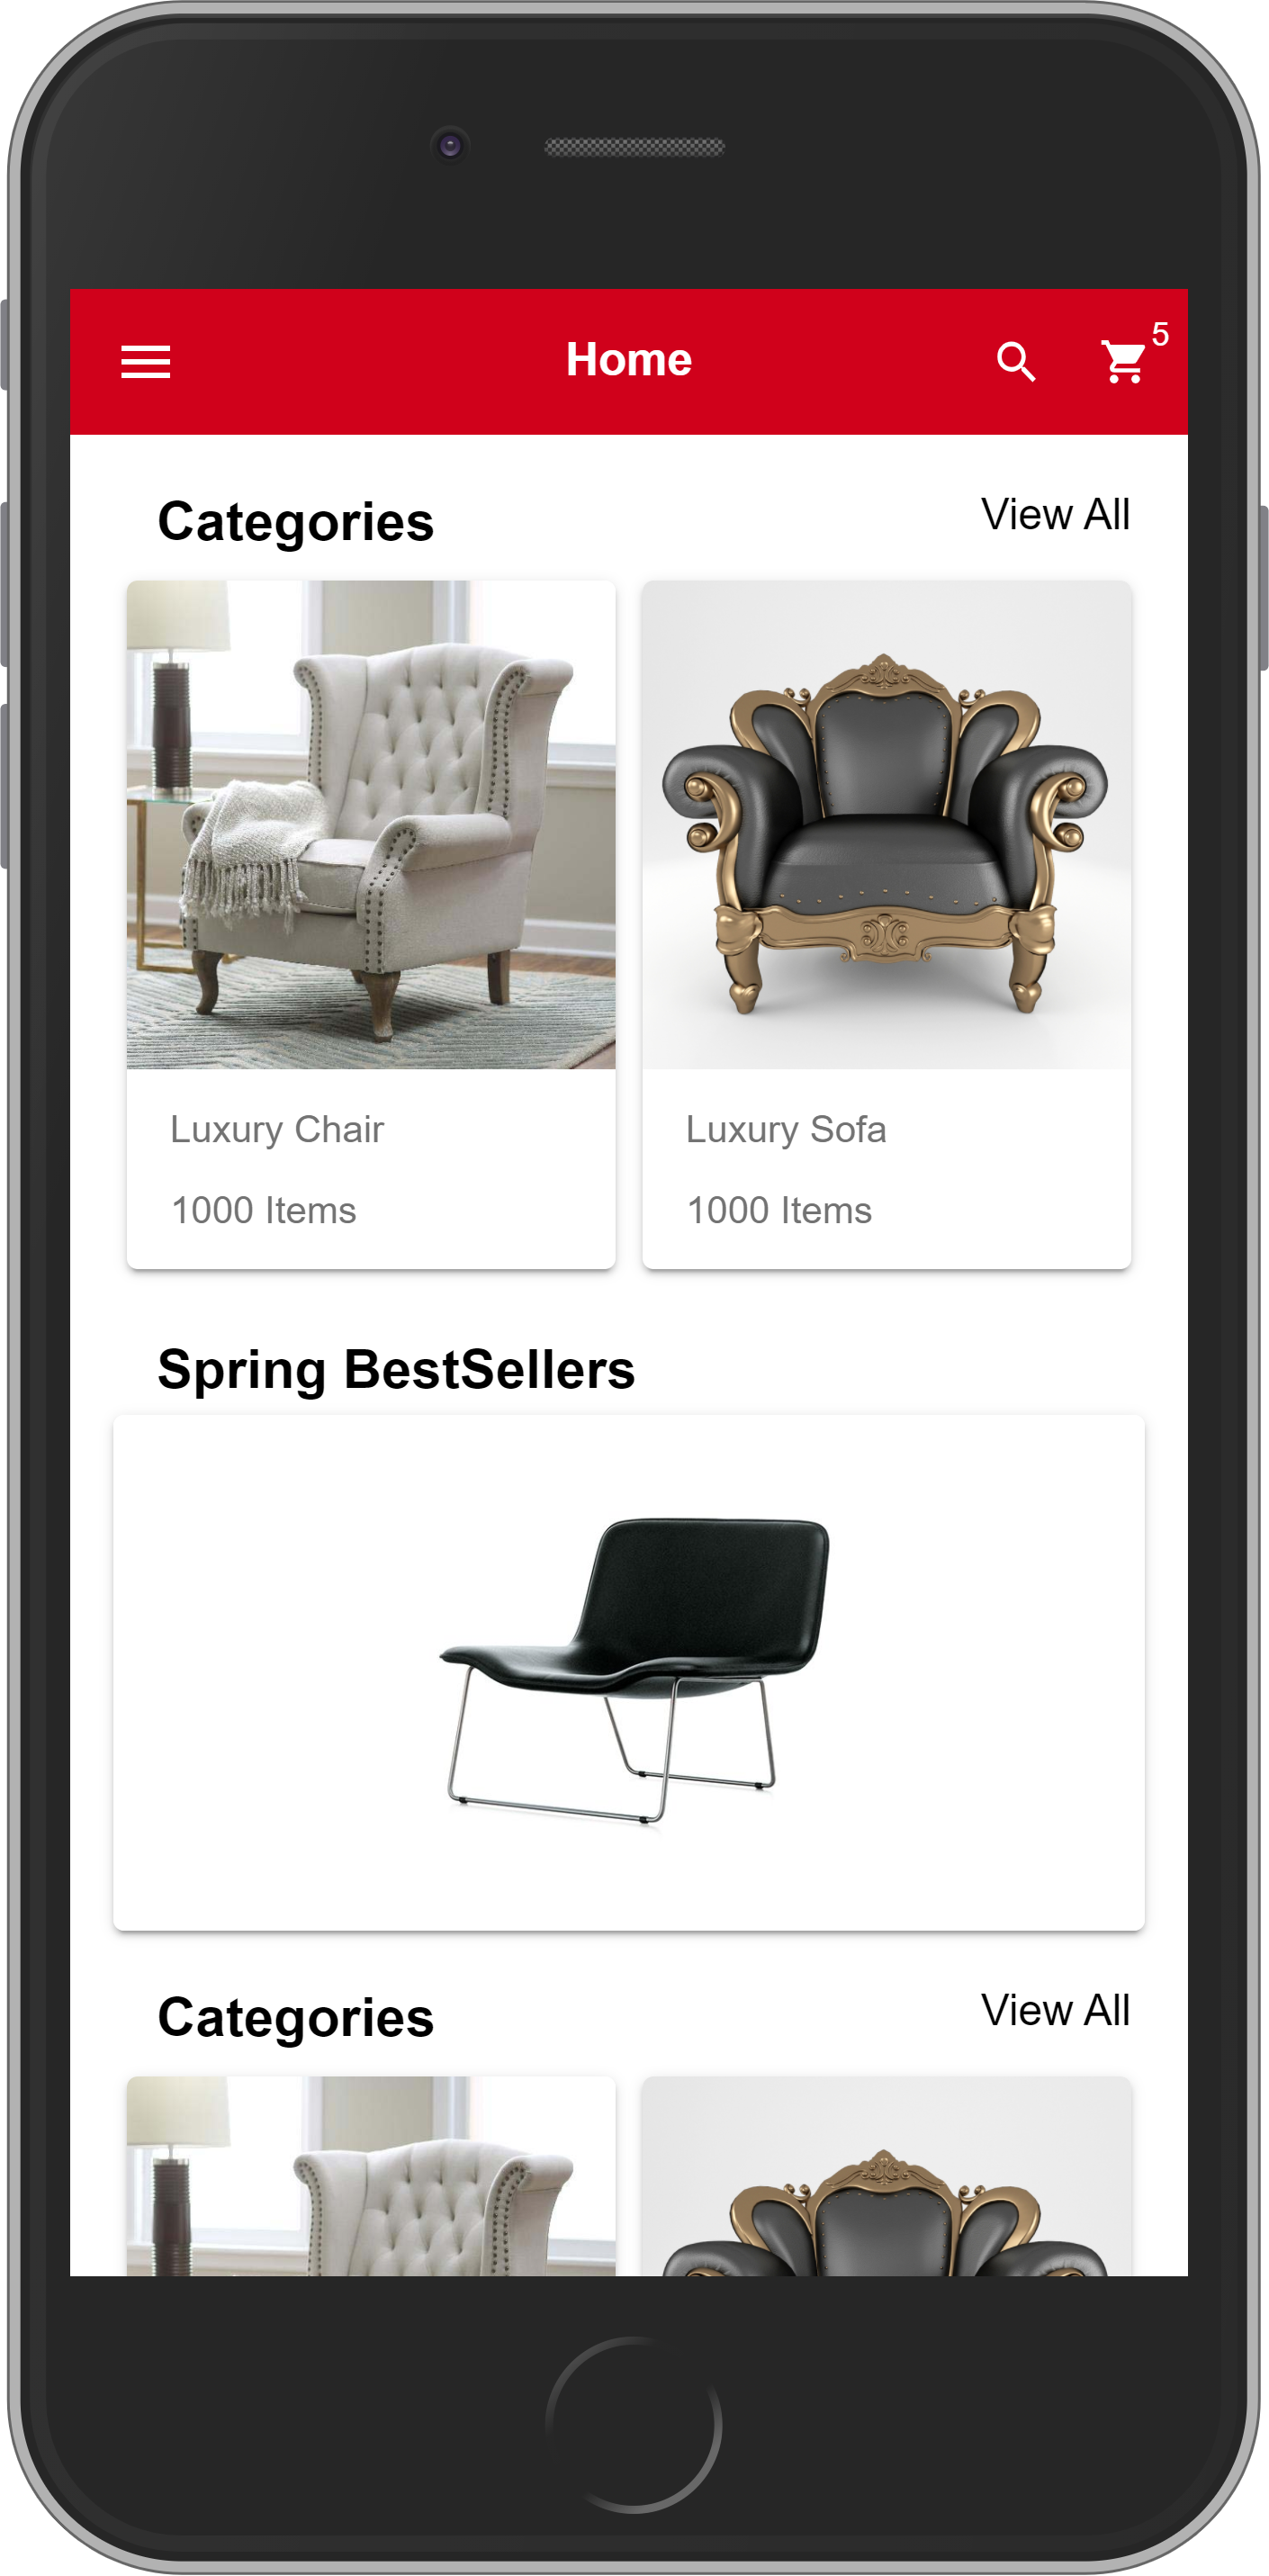 Home
5
Categories
View All
Luxury Chair
Luxury Sofa
1000 Items
1000 Items
Spring BestSellers
Categories
View All